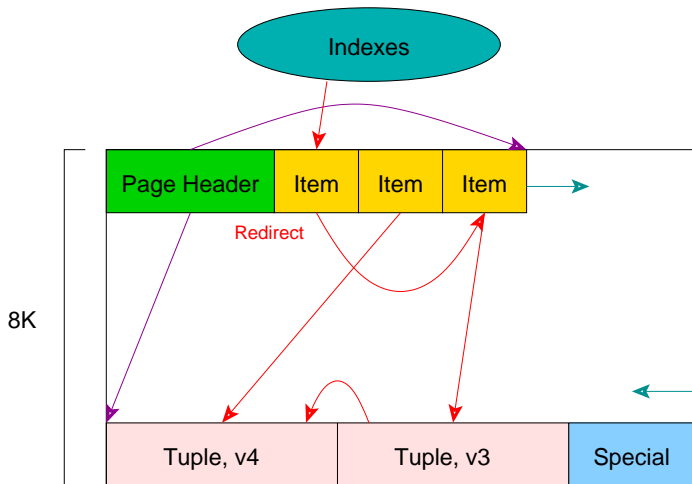 Indexes
Page Header
Item
Item
Item
Redirect
8K
Tuple, v4
Tuple, v3
Special